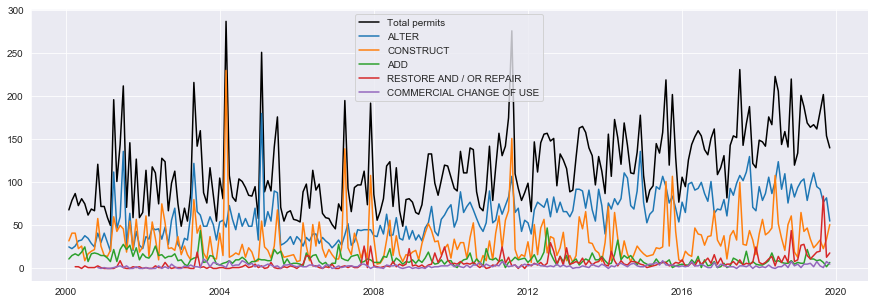 300
250
200
150
100
50
0
Total permits
ALTER
CONSTRUCT
ADD
RESTORE AND / OR REPAIR
COMMERCIAL CHANGE OF USE
2000 2004 2008 2012 2016 2020